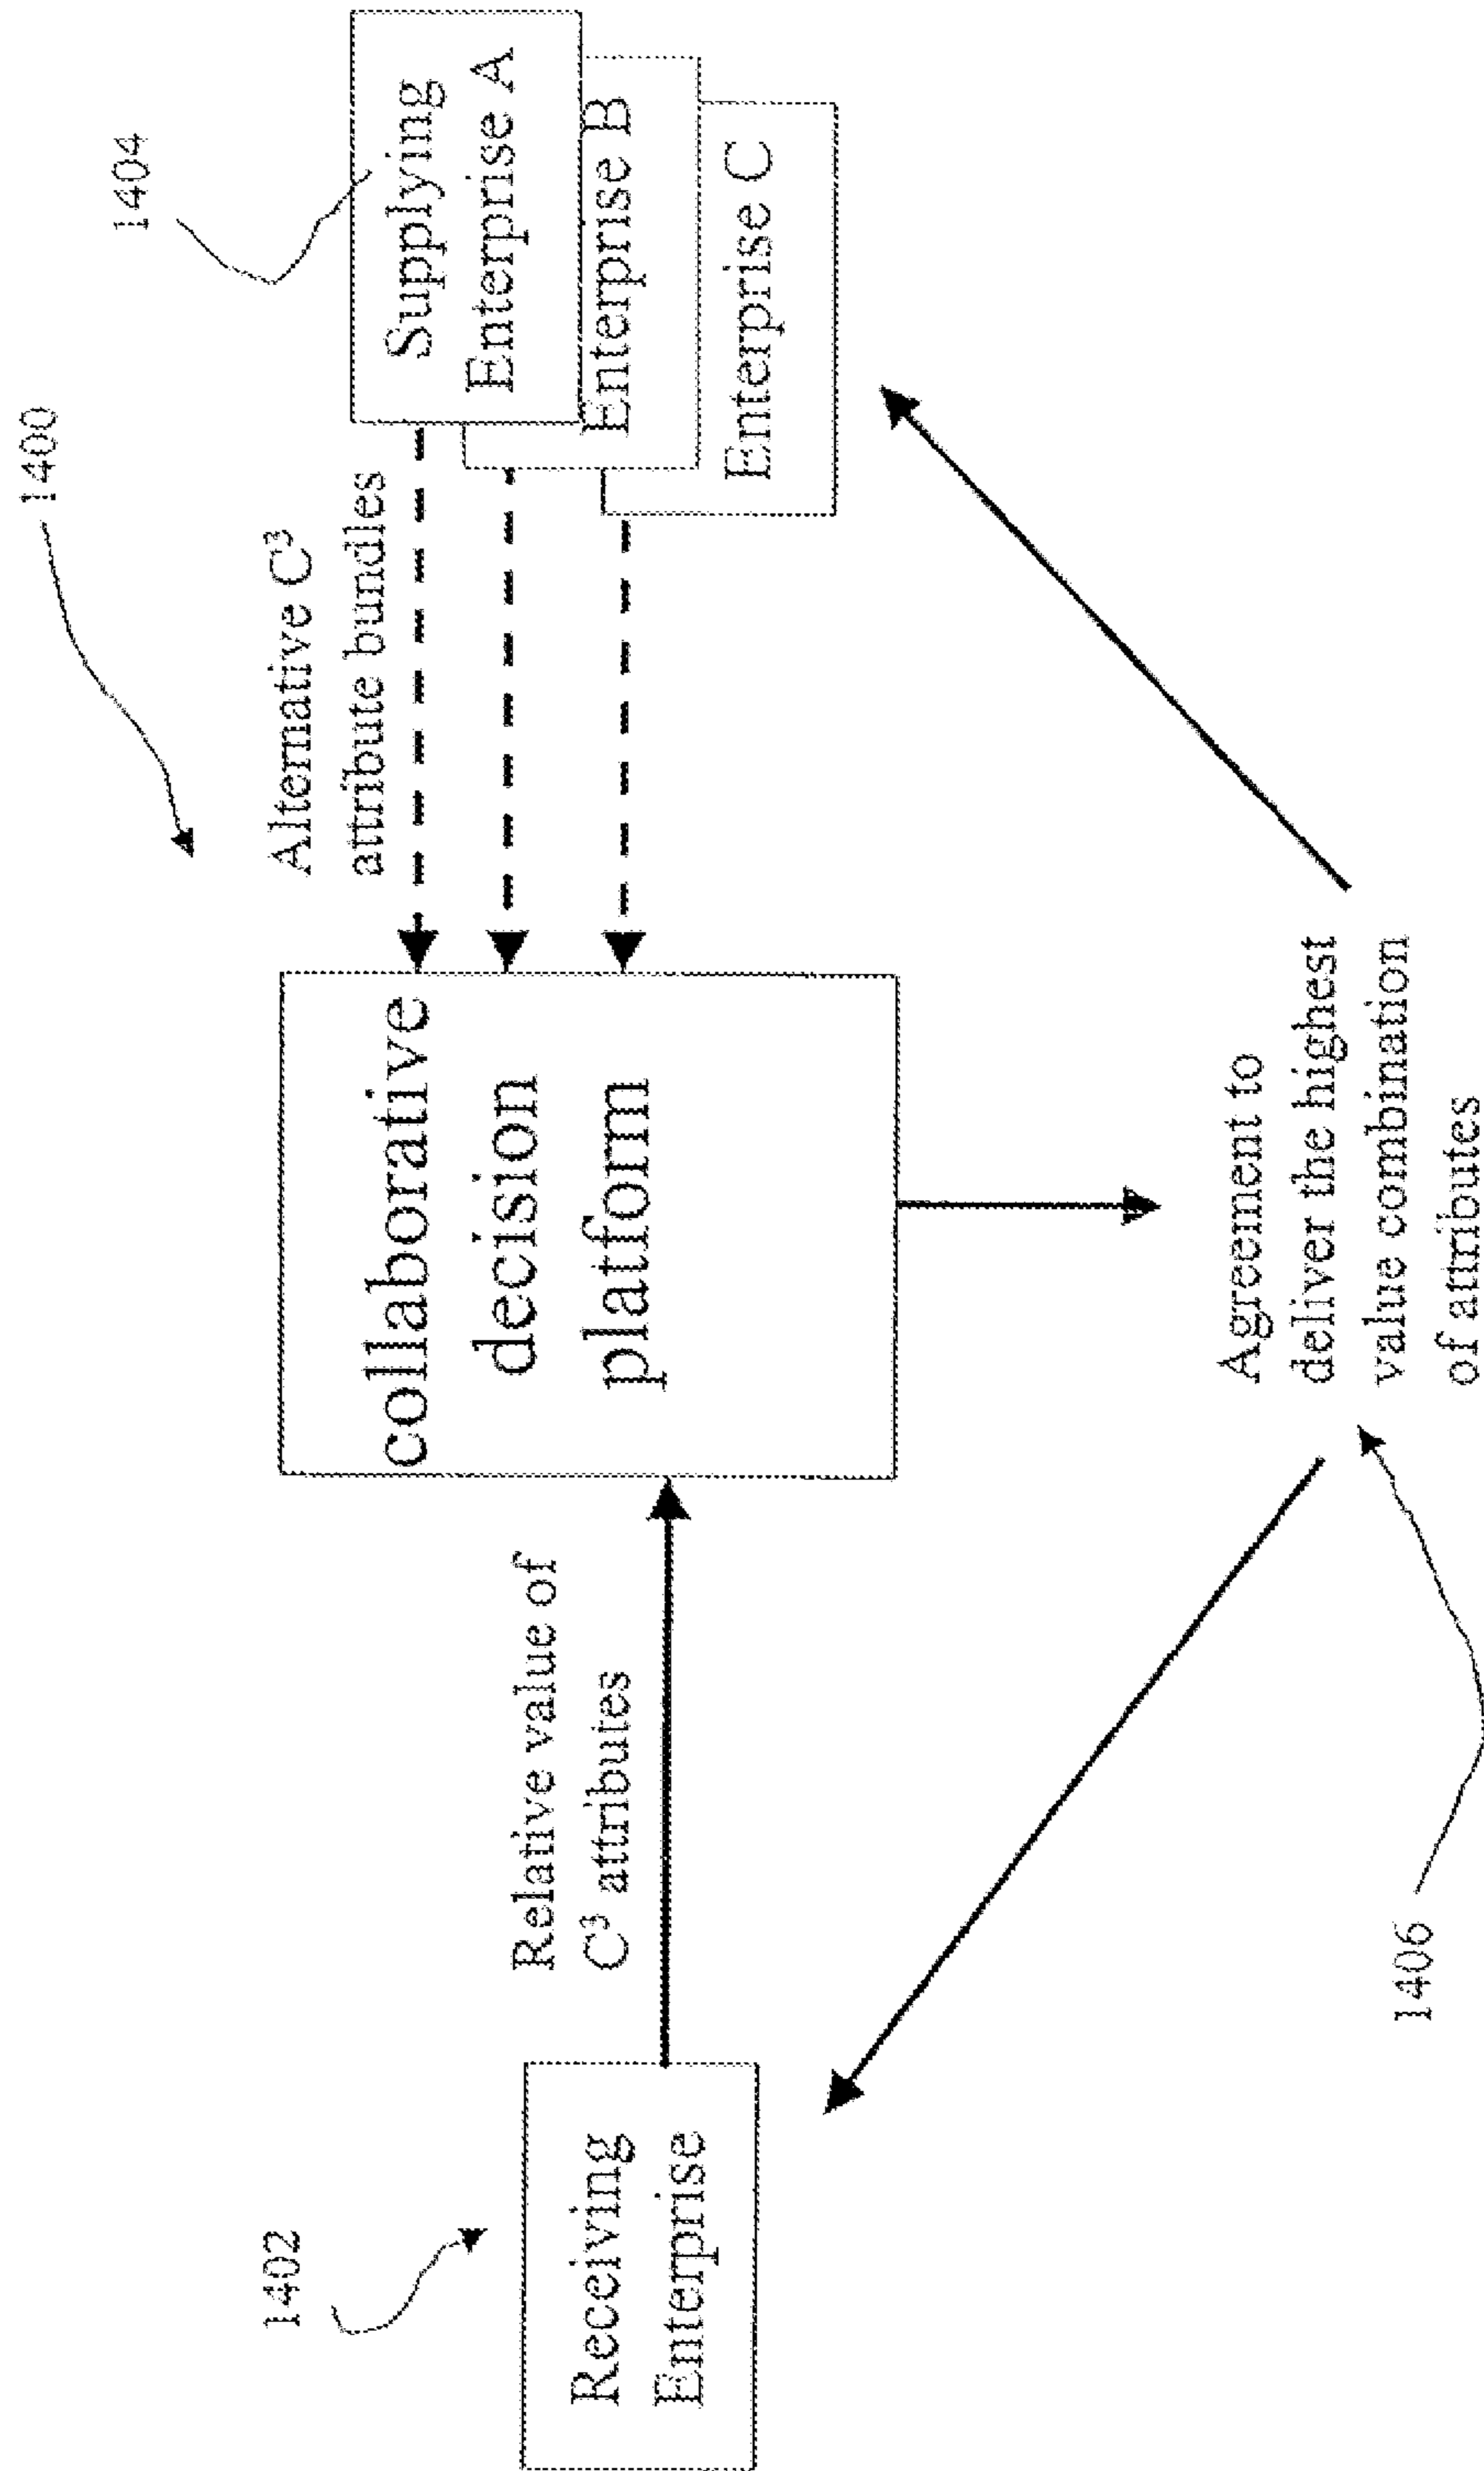 1400
1404
Alternative C³
attribute bundles
Supplying
Enterprise A
Enterprise B
Enterprise C
collaborative
decision
platform
1402
Relative value of
C³ attributes
Receiving
Enterprise
Agreement to
deliver the highest
value combination
of attributes
1406